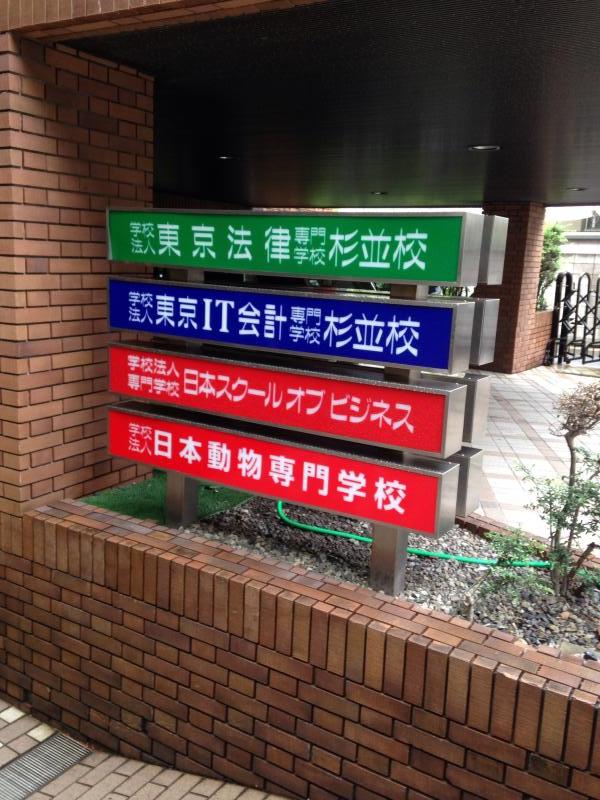 学校法人 東京法律 専門学校 杉並校
学校法人 東京IT会計 専門学校 杉並校
学校法人 専門学校 日本スクールオブビジネス
学校法人 日本動物専門学校